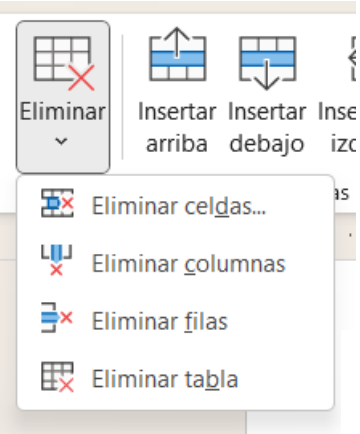 Eliminar
Insertar arriba
Insertar debajo
Eliminar celdas...
Eliminar columnas
Eliminar filas
Eliminar tabla